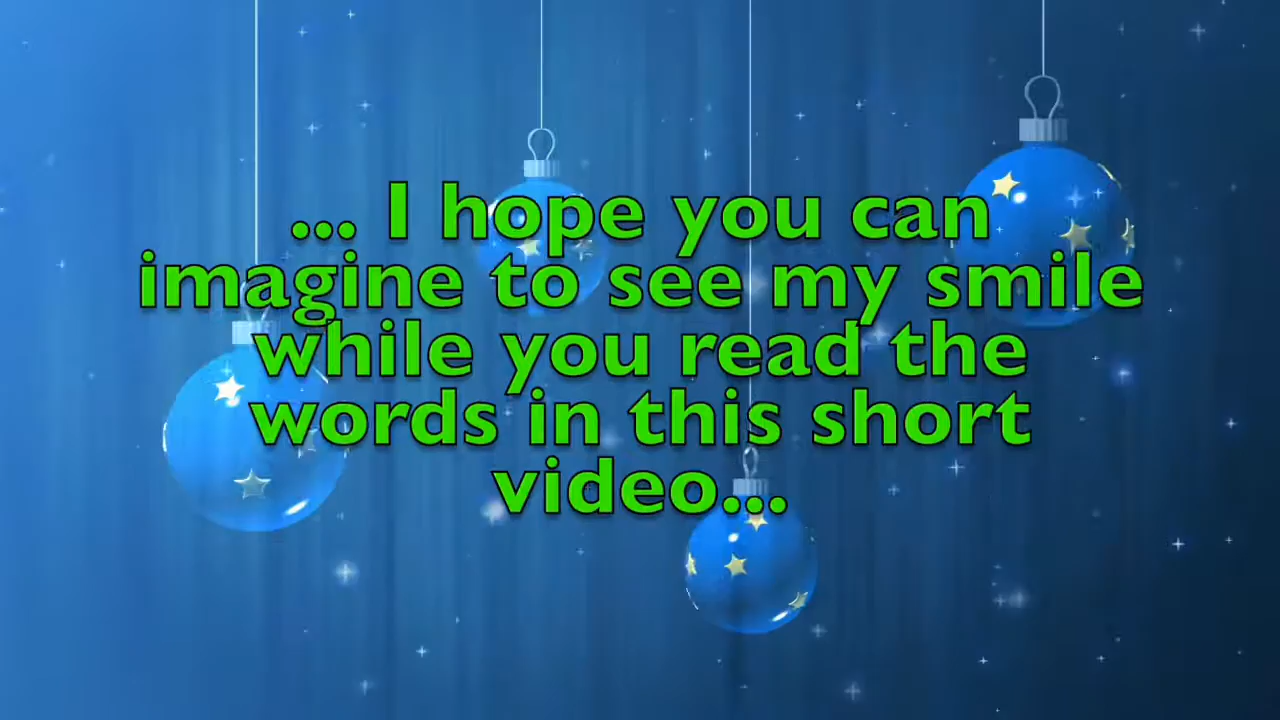 ... I hope you can
imagine to see my smile
while you read the
words in this short
video...